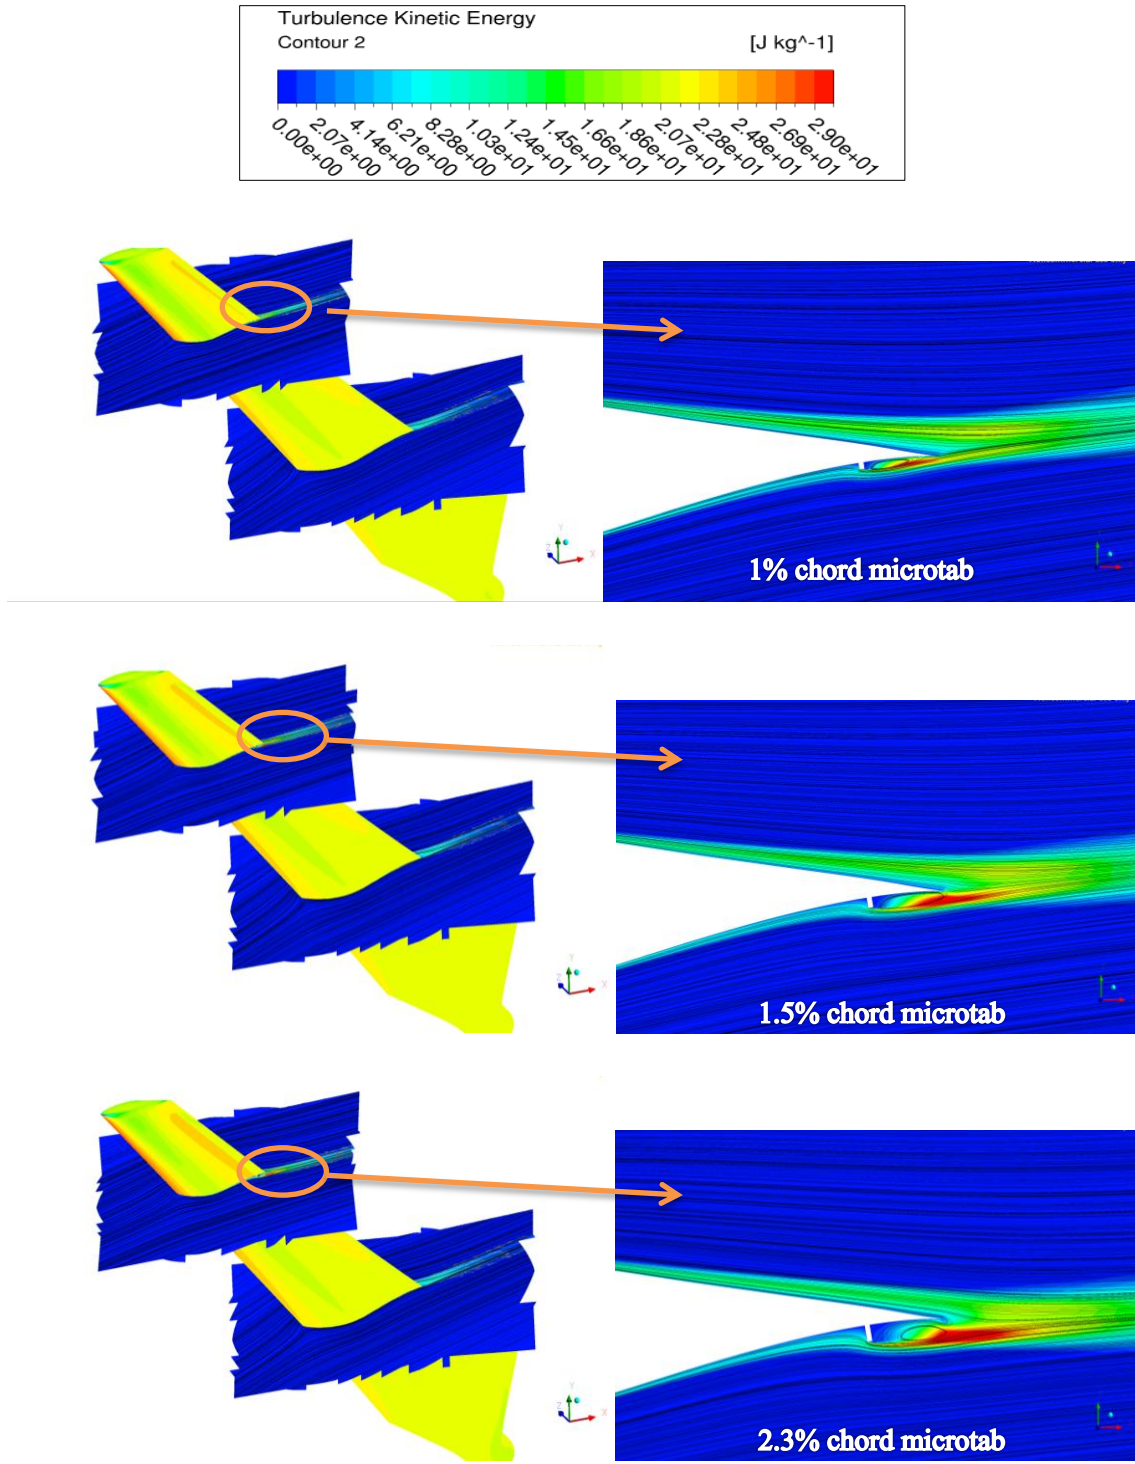 Turbulence Kinetic Energy
Contour 2
[J kg^-1]
0.00e+00
2.07e+00
4.14e+00
6.21e+00
8.28e+00
1.03e+01
1.24e+01
1.45e+01
1.66e+01
1.86e+01
2.07e+01
2.28e+01
2.48e+01
2.69e+01
2.90e+01
Y
Z
X
1% chord microtab
Y
Z
X
1.5% chord microtab
Y
Z
X
2.3% chord microtab